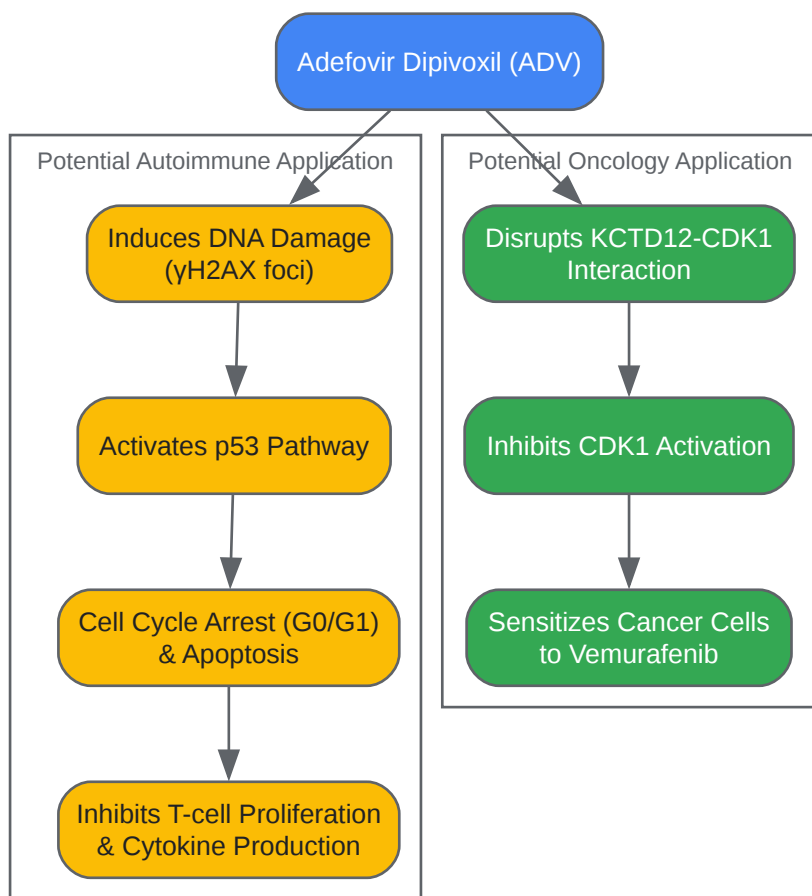 Adefovir Dipivoxil (ADV)
Potential Autoimmune Application
Induces DNA Damage
(γH2AX foci)
Activates p53 Pathway
Cell Cycle Arrest (G0/G1)
& Apoptosis
Inhibits T-cell Proliferation
& Cytokine Production
Potential Oncology Application
Disrupts KCTD12-CDK1
Interaction
Inhibits CDK1 Activation
Sensitizes Cancer Cells
to Vemurafenib